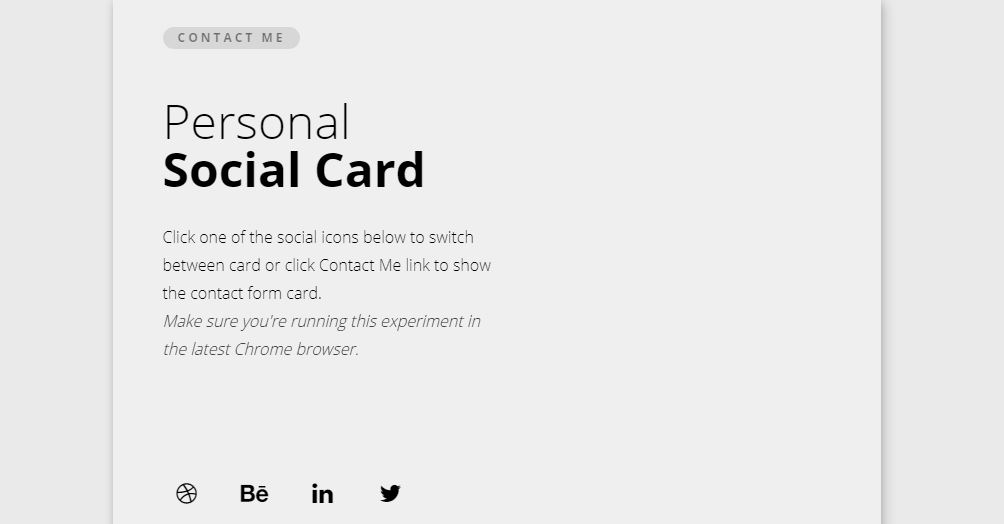 CONTACT ME
Personal
Social Card
Click one of the social icons below to switch
between card or click Contact Me link to show
the contact form card.
Make sure you're running this experiment in
the latest Chrome browser.
Bē in